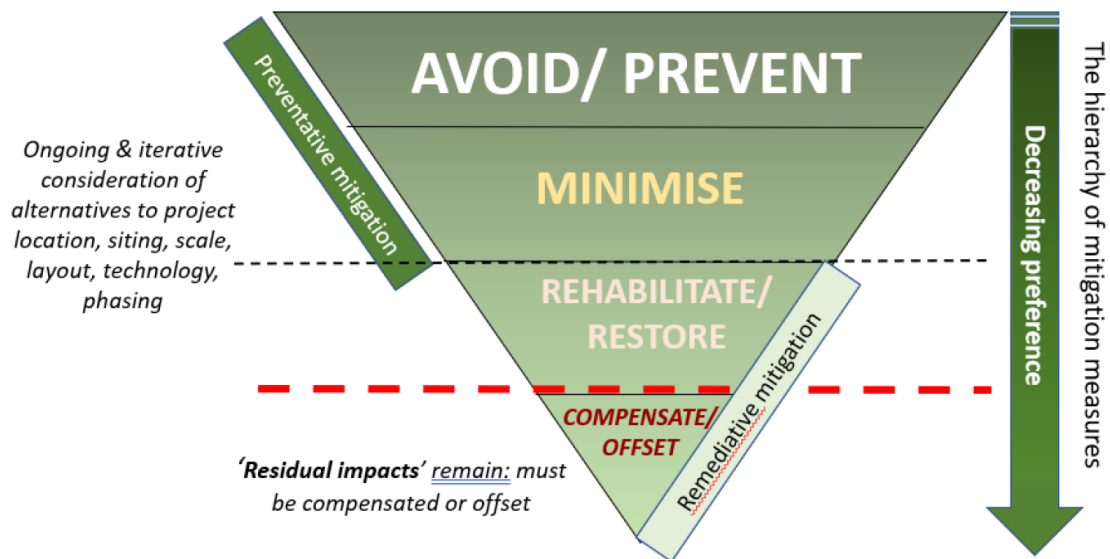 AVOID/ PREVENT
Preventative mitigation
MINIMISE
Ongoing & iterative
consideration of
alternatives to project
location, siting, scale,
layout, technology,
phasing
REHABILITATE/
RESTORE
COMPENSATE/
OFFSET
Remediative mitigation
'Residual impacts' remain: must
be compensated or offset
Decreasing preference
The hierarchy of mitigation measures